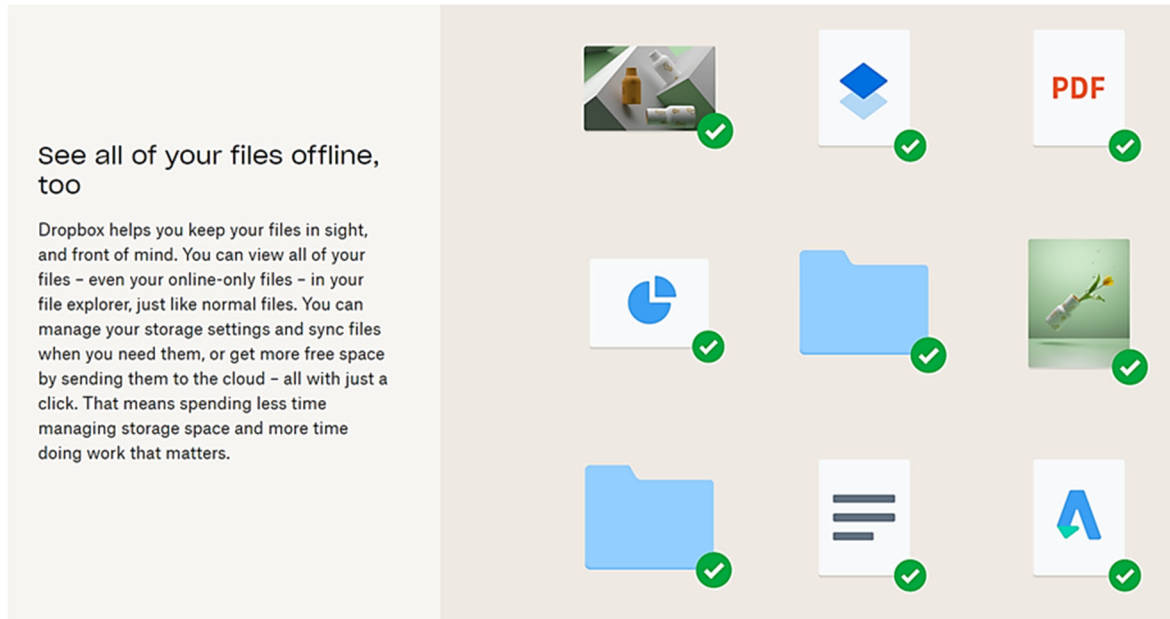 See all of your files offline,
too
Dropbox helps you keep your files in sight,
and front of mind. You can view all of your
files – even your online-only files – in your
file explorer, just like normal files. You can
manage your storage settings and sync files
when you need them, or get more free space
by sending them to the cloud – all with just a
click. That means spending less time
managing storage space and more time
doing work that matters.
PDF